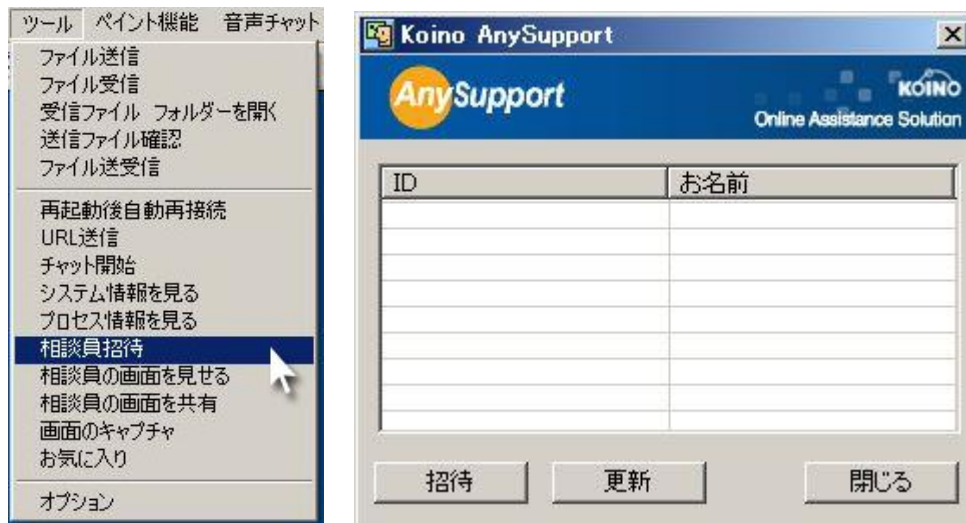 ツール ペイント機能 音声チャット
ファイル送信
ファイル受信
受信ファイル フォルダーを開く
送信ファイル確認
ファイル送受信
再起動後自動再接続
URL送信
チャット開始
システム情報を見る
プロセス情報を見る
相談員招待
相談員の画面を見せる
相談員の画面を共有
画面のキャプチャ
お気に入り
オプション
Koino AnySupport
AnySupport
KOINO
Online Assistance Solution
ID お名前
招待 更新 閉じる